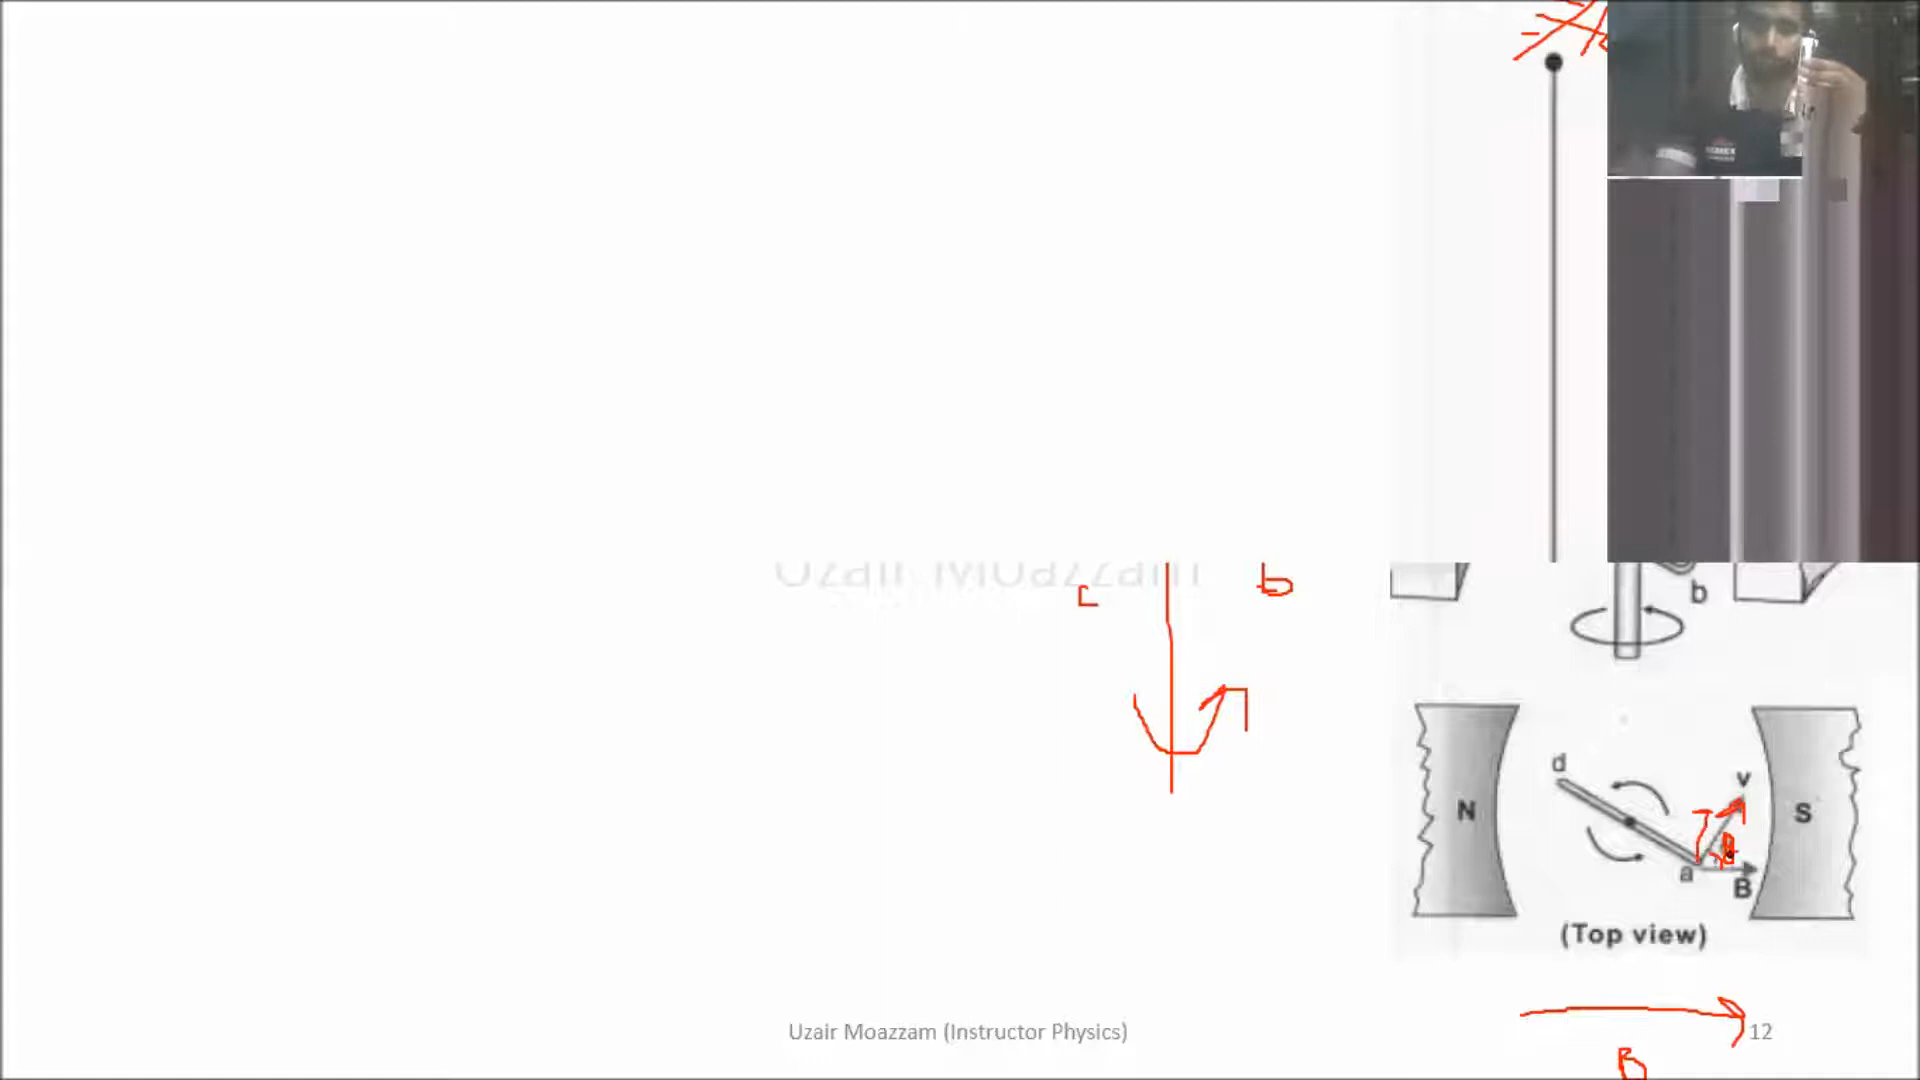 c
b
b
d
v
N
S
θ
a
B
(Top view)
Uzair Moazzam (Instructor Physics)
12
B